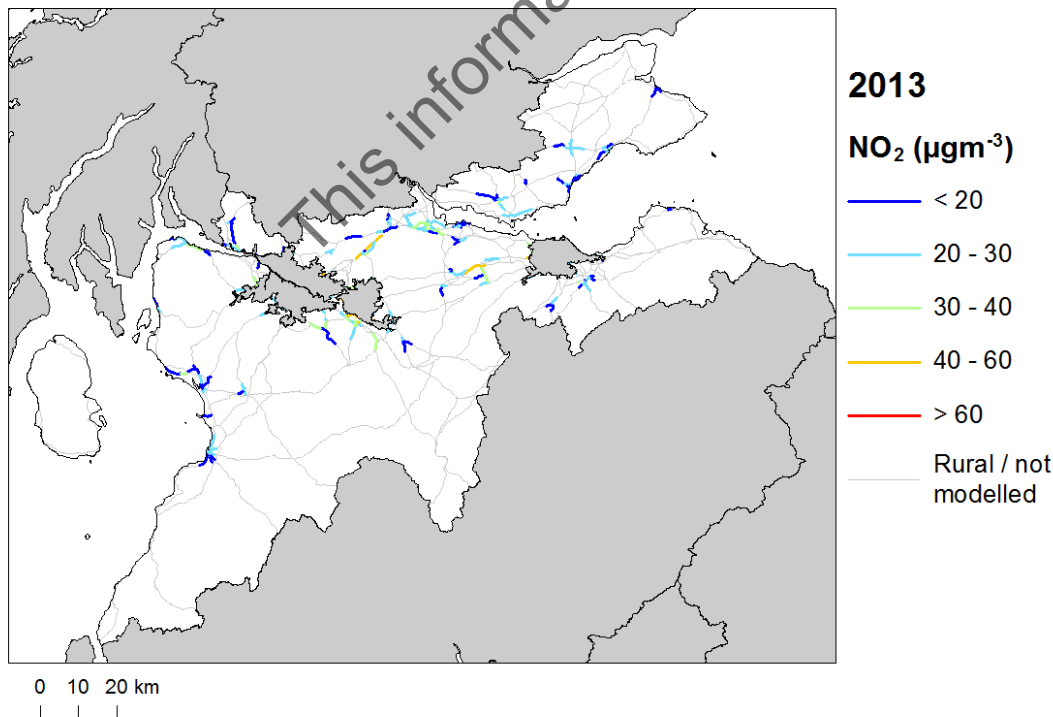 This informa
2013
NO₂ (µgm⁻³)
< 20
20 - 30
30 - 40
40 - 60
> 60
Rural / not
modelled
0 10 20 km